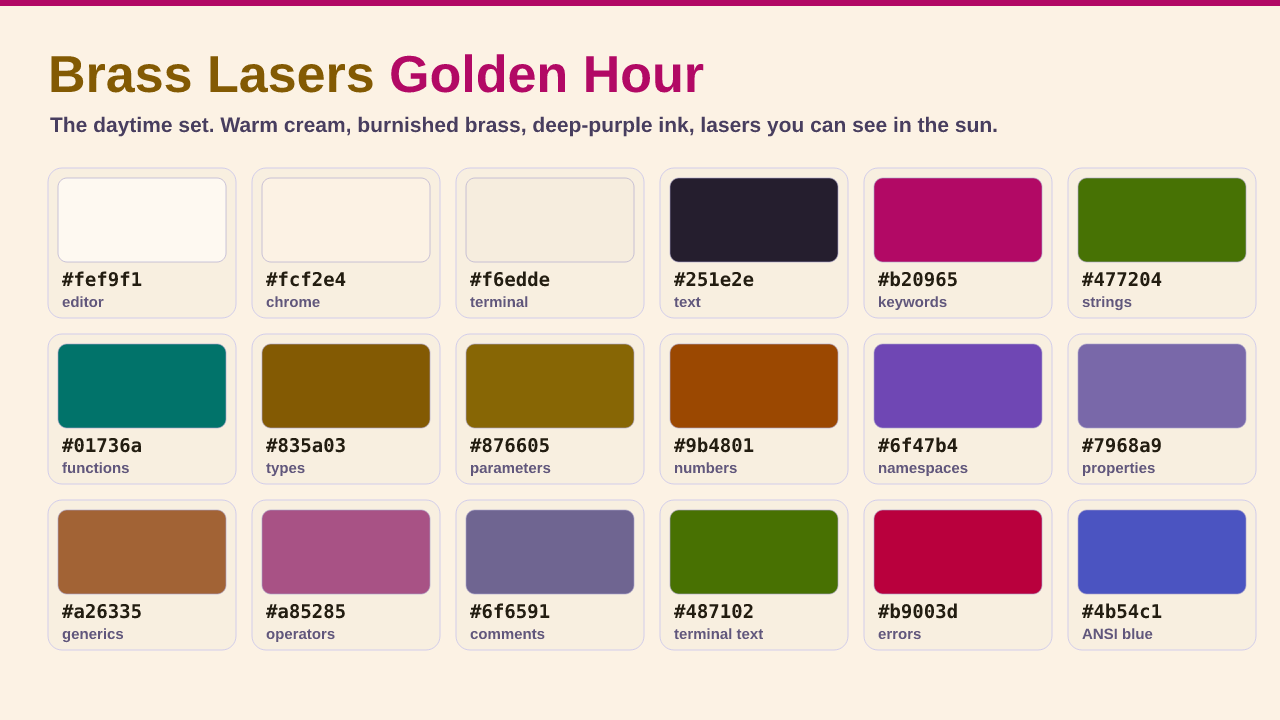 Brass Lasers Golden Hour
The daytime set. Warm cream, burnished brass, deep-purple ink, lasers you can see in the sun.
#fef9f1 #fcf2e4 #f6edde #251e2e #b20965 #477204
editor chrome terminal text keywords strings
#01736a #835a03 #876605 #9b4801 #6f47b4 #7968a9
functions types parameters numbers namespaces properties
#a26335 #a85285 #6f6591 #487102 #b9003d #4b54c1
generics operators comments terminal text errors ANSI blue